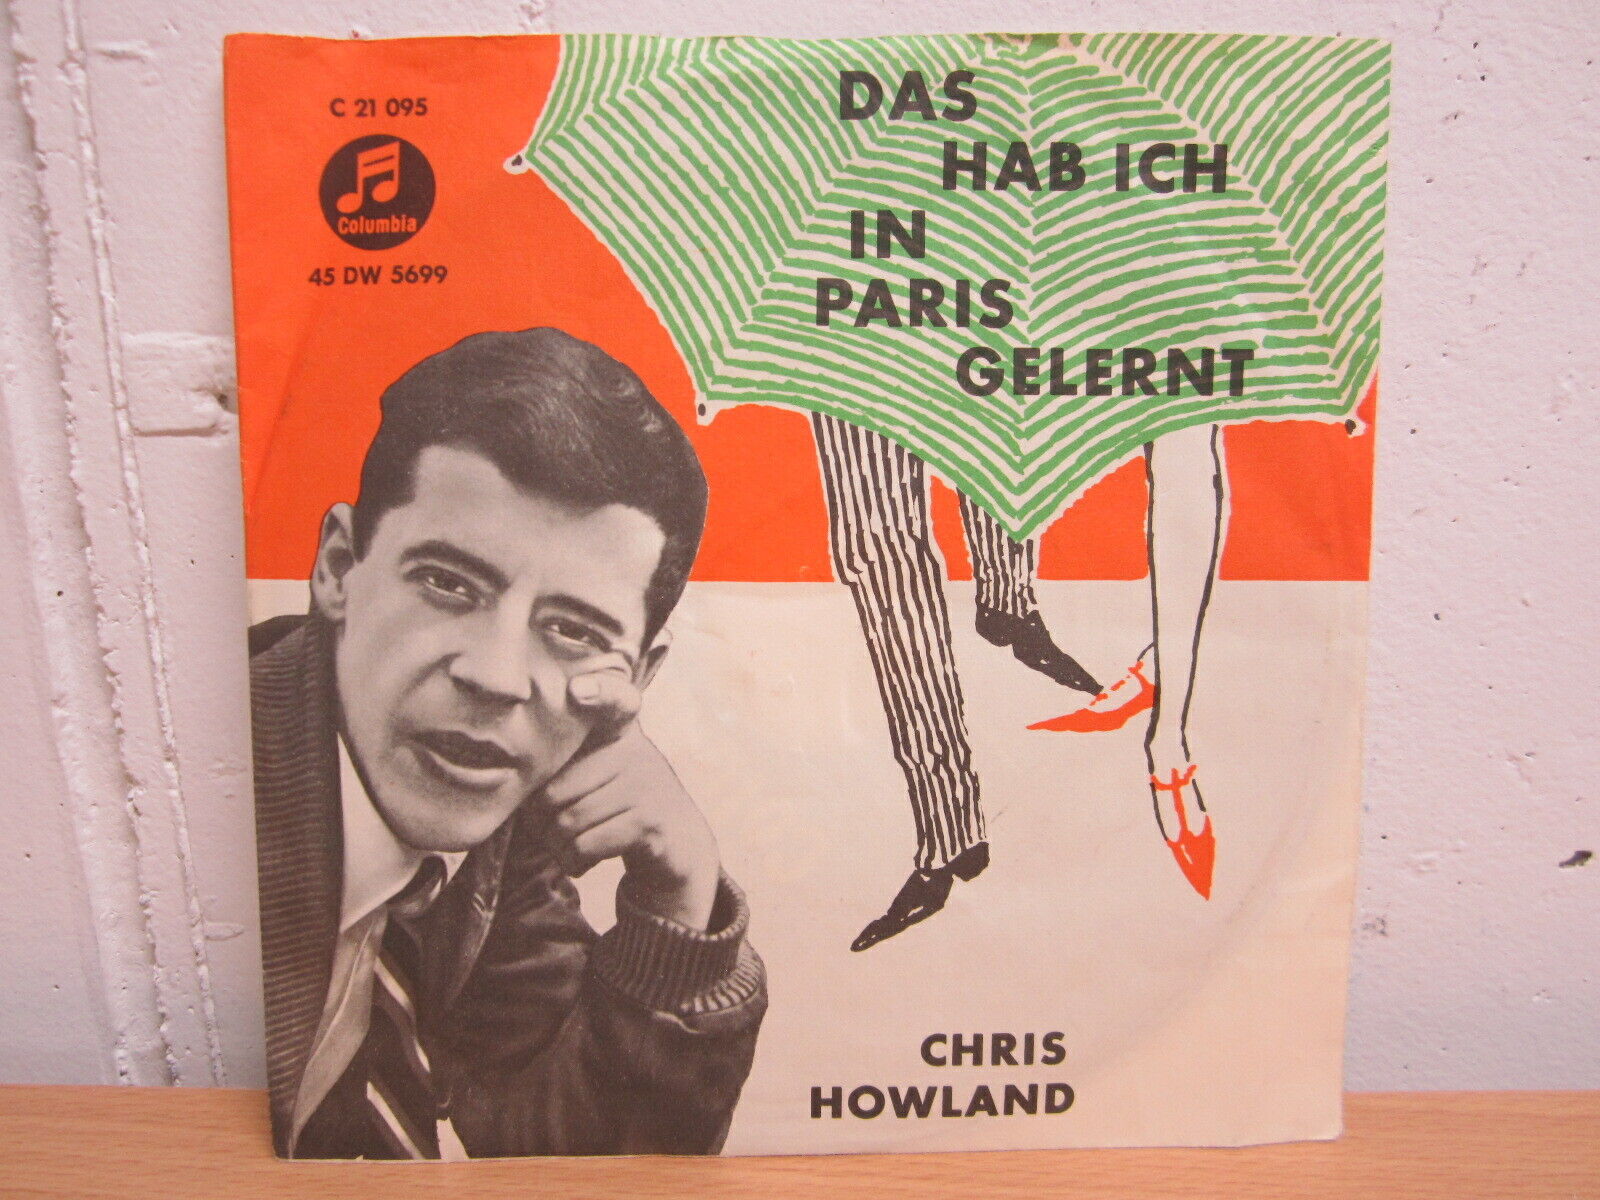 C 21 095
Columbia
45 DW 5699
DAS
HAB ICH
IN
PARIS
GELERNT
CHRIS
HOWLAND